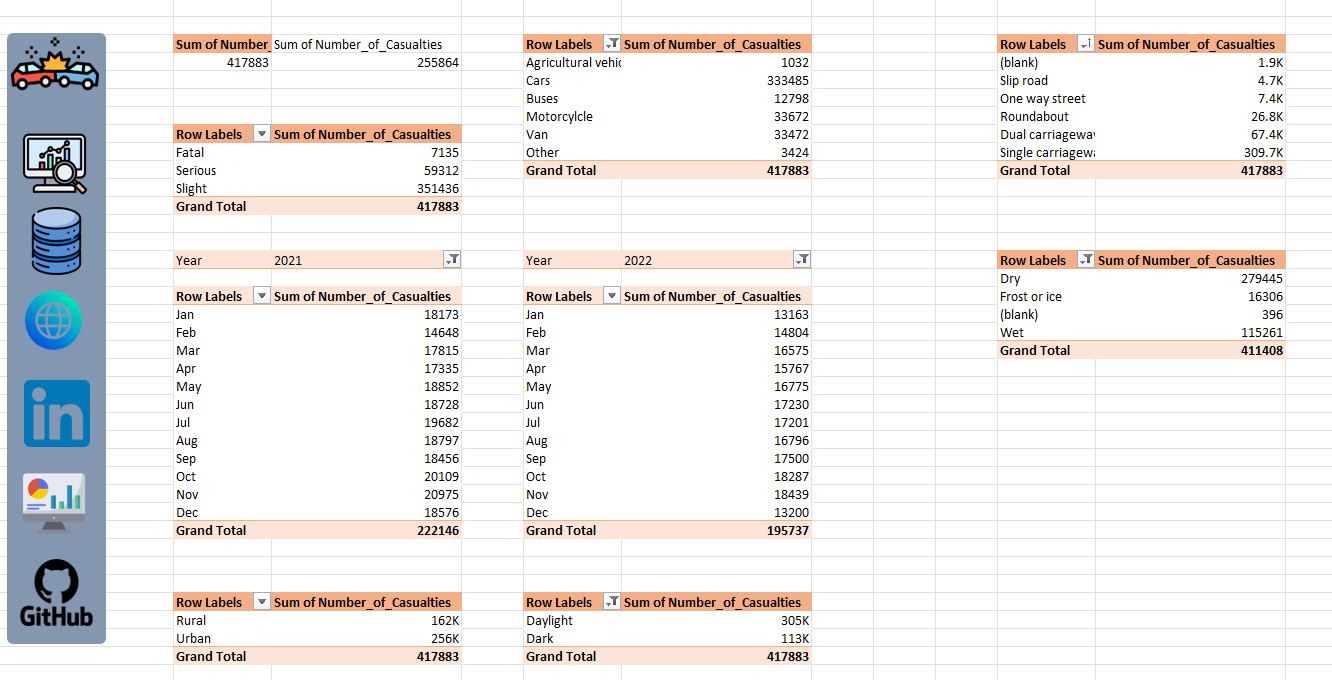 Sum of Number_ Sum of Number_of_Casualties
417883 255864
Row Labels Sum of Number_of_Casualties
Fatal 7135
Serious 59312
Slight 351436
Grand Total 417883
Row Labels Sum of Number_of_Casualties
Agricultural vehic 1032
Cars 333485
Buses 12798
Motorcylcle 33672
Van 33472
Other 3424
Grand Total 417883
Row Labels Sum of Number_of_Casualties
(blank) 1.9K
Slip road 4.7K
One way street 7.4K
Roundabout 26.8K
Dual carriageway 67.4K
Single carriagewa 309.7K
Grand Total 417883
Year 2021
Row Labels Sum of Number_of_Casualties
Jan 18173
Feb 14648
Mar 17815
Apr 17335
May 18852
Jun 18728
Jul 19682
Aug 18797
Sep 18456
Oct 20109
Nov 20975
Dec 18576
Grand Total 222146
Year 2022
Row Labels Sum of Number_of_Casualties
Jan 13163
Feb 14804
Mar 16575
Apr 15767
May 16775
Jun 17230
Jul 17201
Aug 16796
Sep 17500
Oct 18287
Nov 18439
Dec 13200
Grand Total 195737
Row Labels Sum of Number_of_Casualties
Dry 279445
Frost or ice 16306
(blank) 396
Wet 115261
Grand Total 411408
Row Labels Sum of Number_of_Casualties
Rural 162K
Urban 256K
Grand Total 417883
Row Labels Sum of Number_of_Casualties
Daylight 305K
Dark 113K
Grand Total 417883
in
GitHub